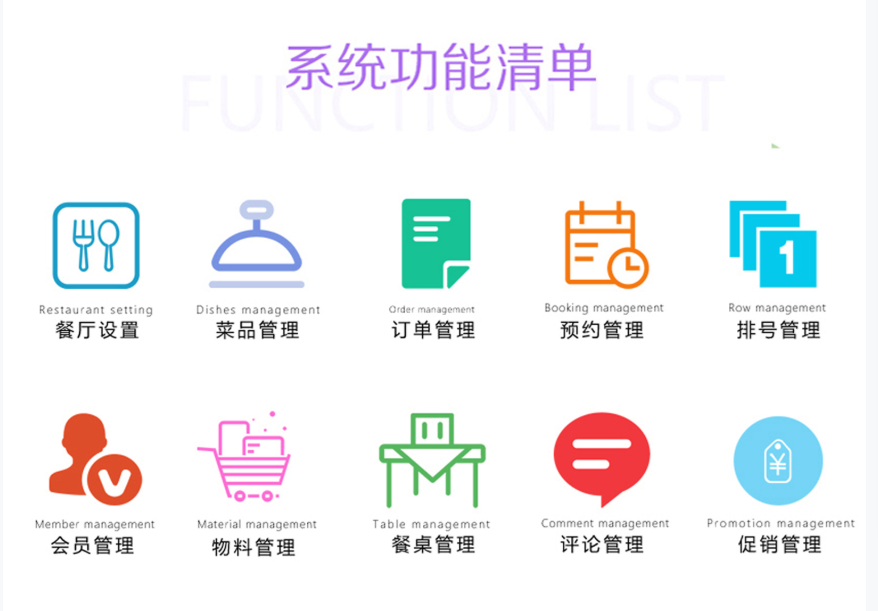 系统功能清单
FUNCTION LIST
Restaurant setting
餐厅设置
Dishes management
菜品管理
Order management
订单管理
Booking management
预约管理
1
Row management
排号管理
Member management
会员管理
Material management
物料管理
Table management
餐桌管理
Comment management
评论管理
¥
Promotion management
促销管理